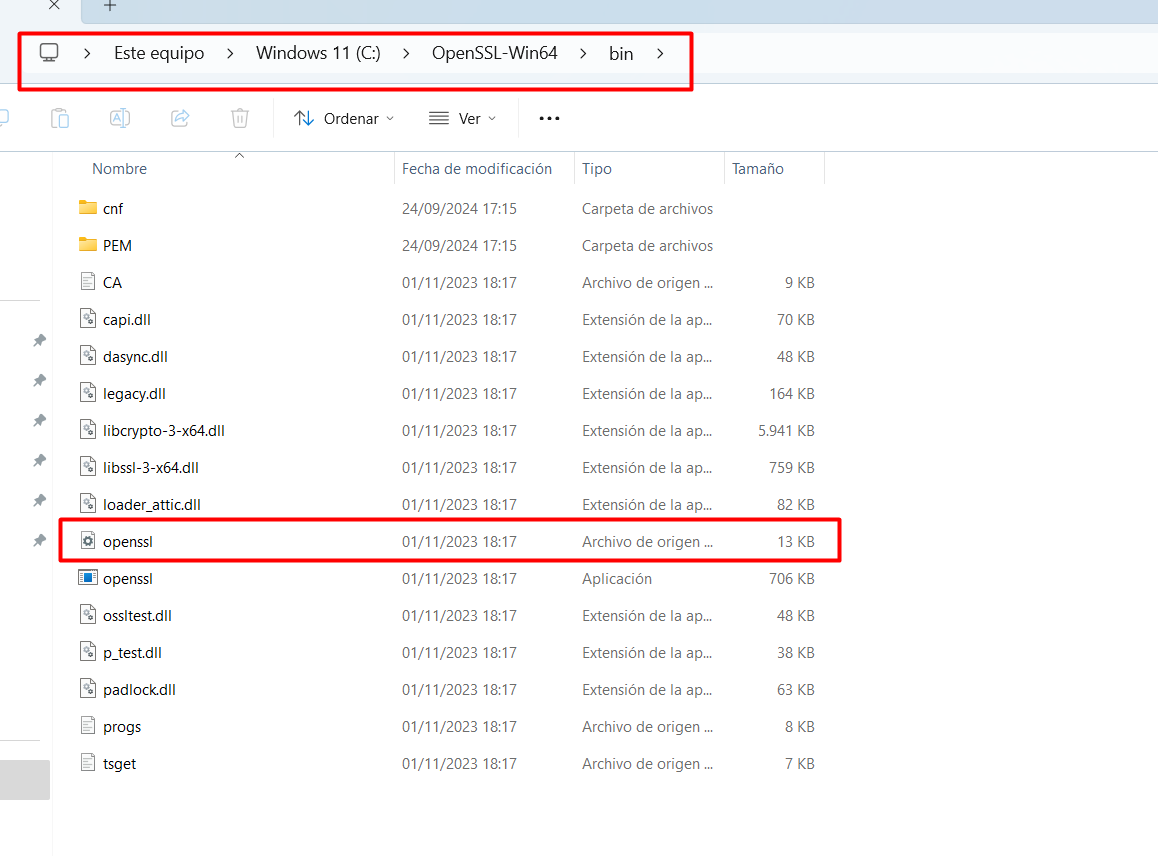 Este equipo > Windows 11 (C:) > OpenSSL-Win64 > bin >
Ordenar Ver ...
Nombre Fecha de modificación Tipo Tamaño
cnf 24/09/2024 17:15 Carpeta de archivos
PEM 24/09/2024 17:15 Carpeta de archivos
CA 01/11/2023 18:17 Archivo de origen ... 9 KB
capi.dll 01/11/2023 18:17 Extensión de la ap... 70 KB
dasync.dll 01/11/2023 18:17 Extensión de la ap... 48 KB
legacy.dll 01/11/2023 18:17 Extensión de la ap... 164 KB
libcrypto-3-x64.dll 01/11/2023 18:17 Extensión de la ap... 5.941 KB
libssl-3-x64.dll 01/11/2023 18:17 Extensión de la ap... 759 KB
loader_attic.dll 01/11/2023 18:17 Extensión de la ap... 82 KB
openssl 01/11/2023 18:17 Archivo de origen ... 13 KB
openssl 01/11/2023 18:17 Aplicación 706 KB
ossltest.dll 01/11/2023 18:17 Extensión de la ap... 48 KB
p_test.dll 01/11/2023 18:17 Extensión de la ap... 38 KB
padlock.dll 01/11/2023 18:17 Extensión de la ap... 63 KB
progs 01/11/2023 18:17 Archivo de origen ... 8 KB
tsget 01/11/2023 18:17 Archivo de origen ... 7 KB